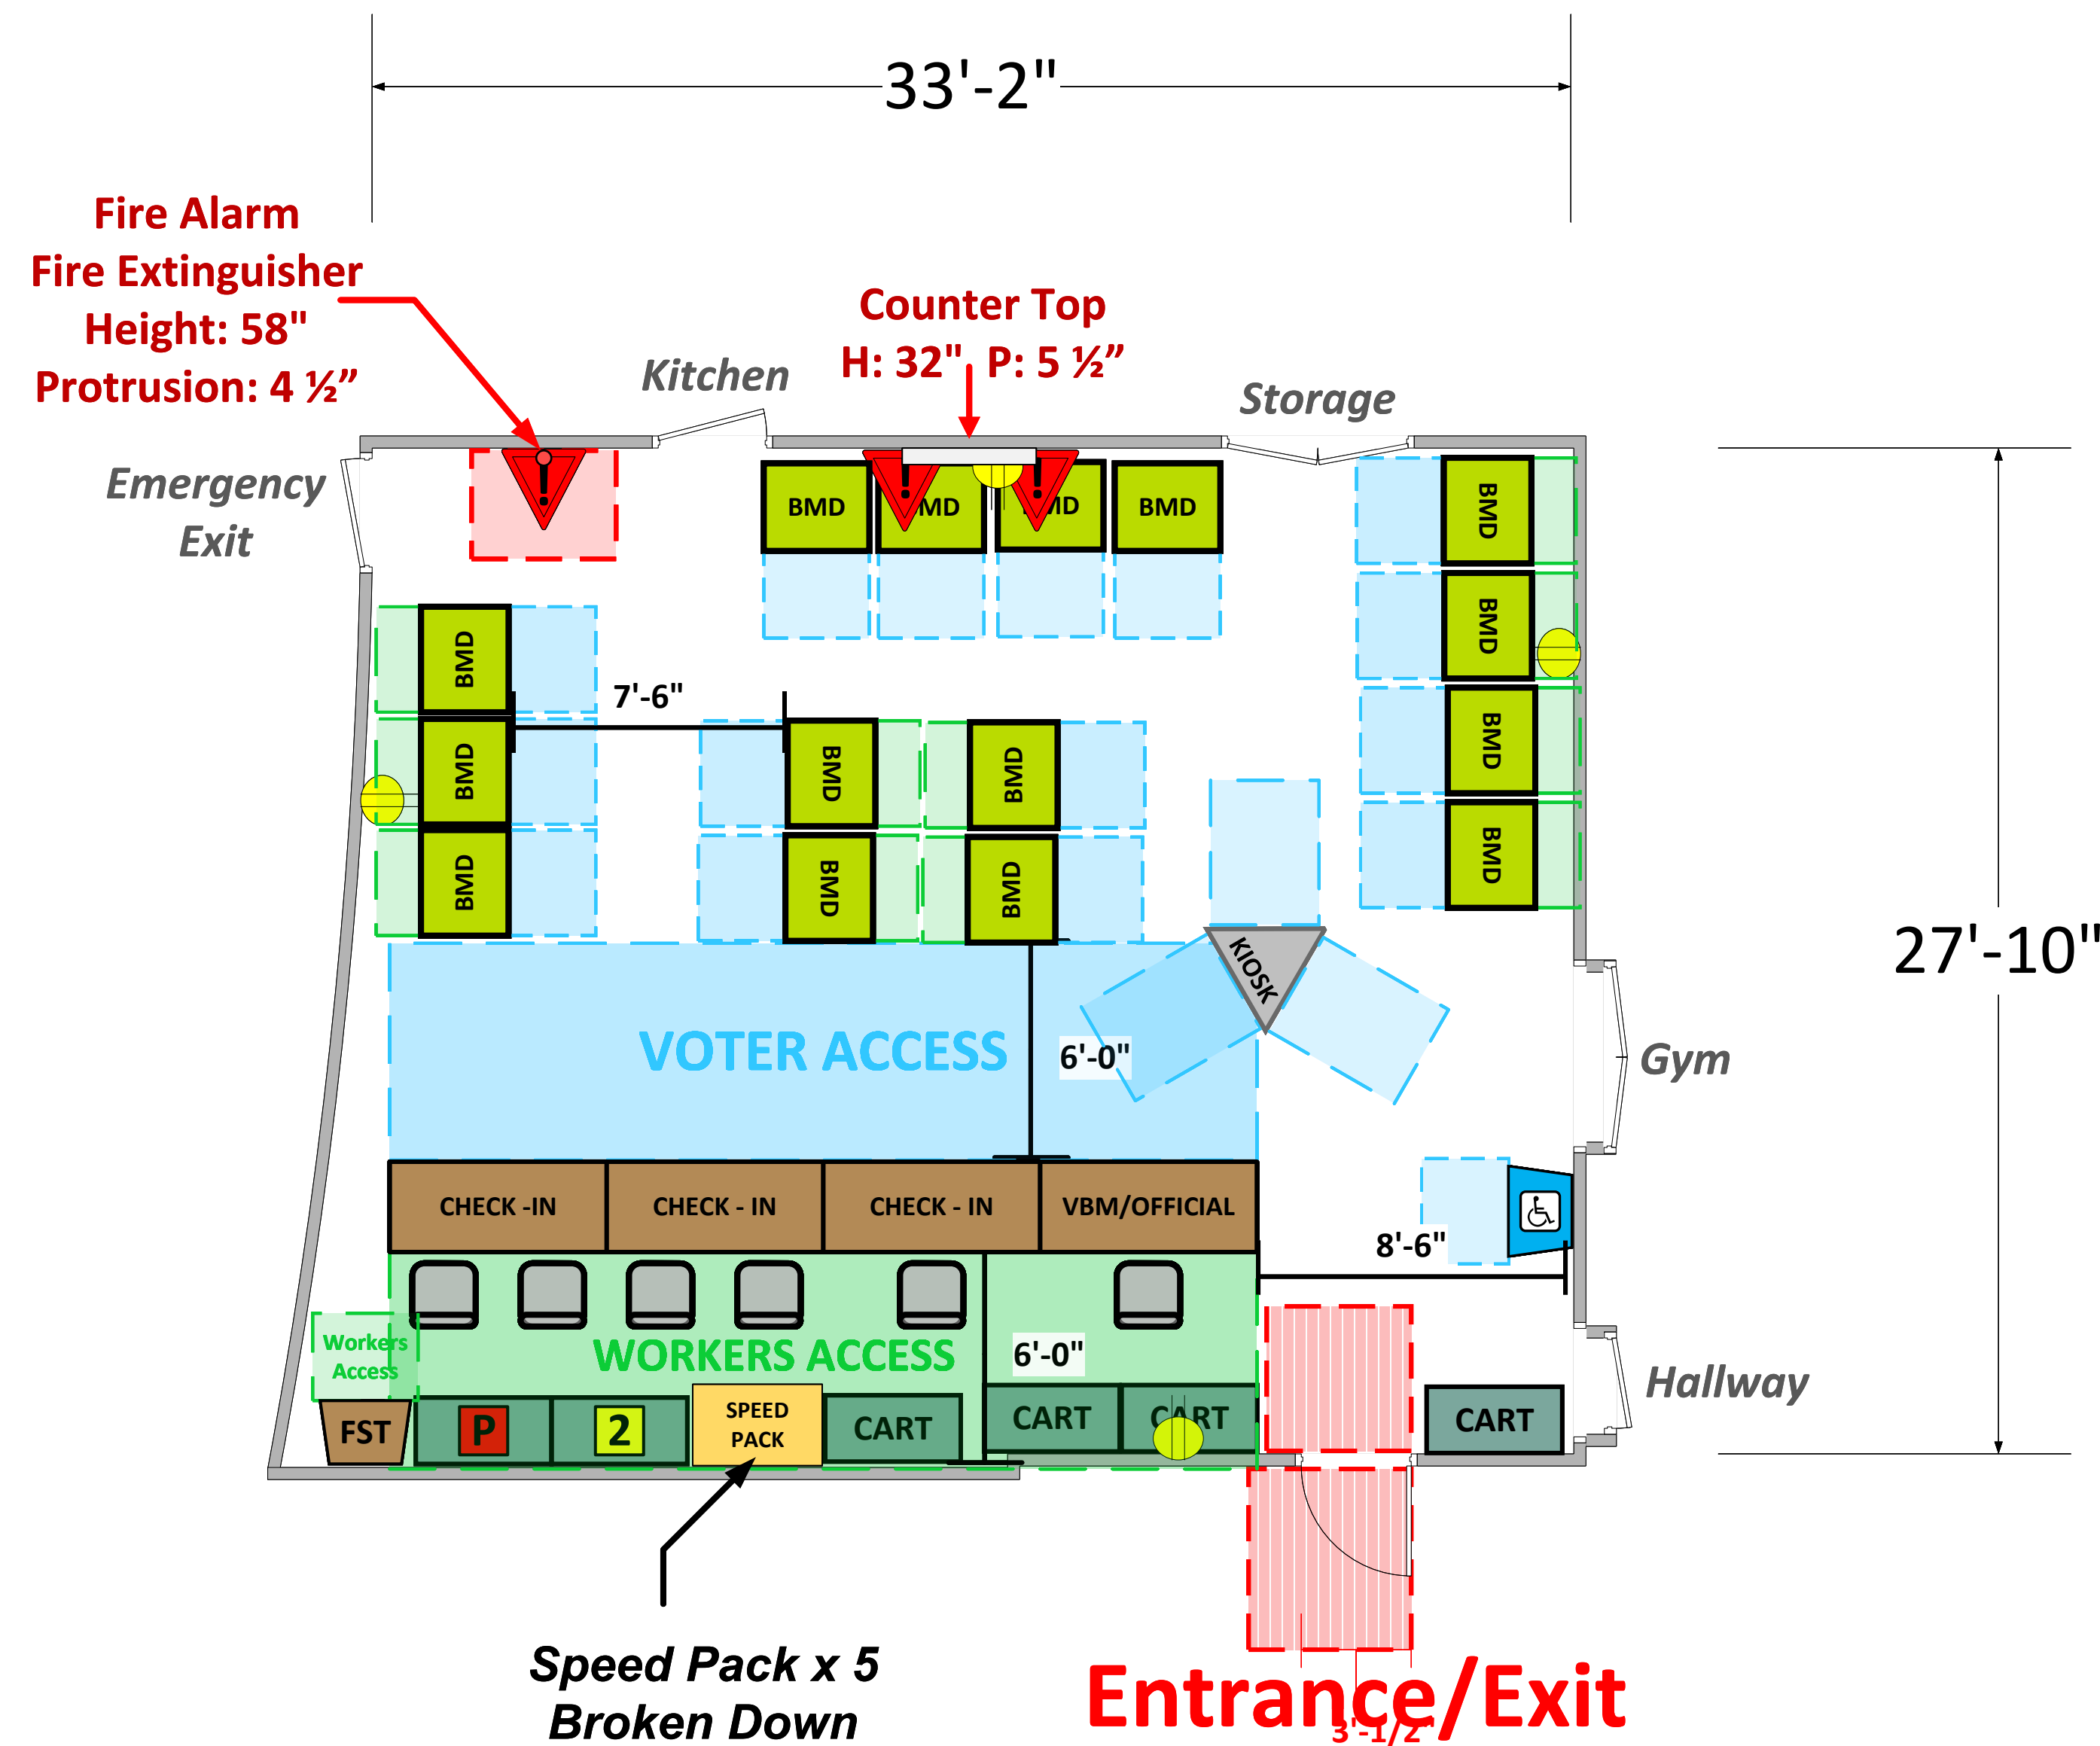 33'-2"
Fire Alarm
Fire Extinguisher
Height: 58"
Protrusion: 4 ½”
Counter Top
H: 32" P: 5 ½”
Kitchen
Storage
Emergency
Exit
!
!
!
BMD
BMD
BMD
BMD
BMD
BMD
BMD
BMD
BMD
BMD
BMD
7'-6"
BMD
BMD
BMD
BMD
27'-10"
KIOSK
VOTER ACCESS
6'-0"
Gym
CHECK -IN
CHECK - IN
CHECK - IN
VBM/OFFICIAL
8'-6"
Workers
Access
WORKERS ACCESS
6'-0"
Hallway
FST
P
2
SPEED
PACK
CART
CART
CART
CART
Speed Pack x 5
Broken Down
Entrance/Exit
3'-1/2"